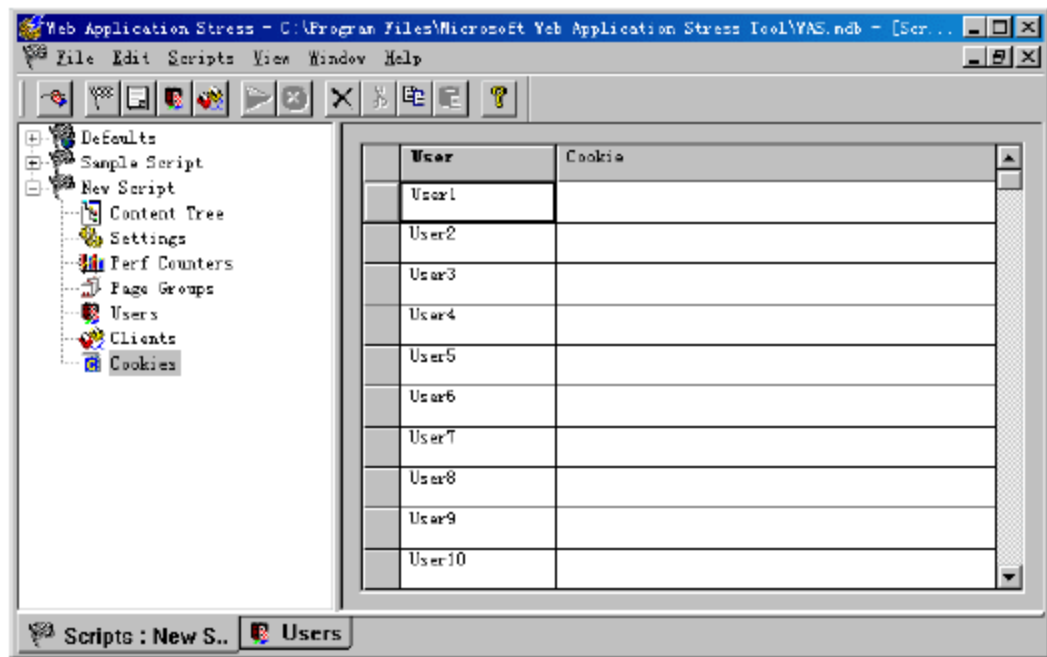 Web Application Stress - C:\Program Files\Microsoft Web Application Stress Tool\WAS.mdb - [Scr...
File Edit Scripts View Window Help
Defaults
Sample Script
New Script
Content Tree
Settings
Perf Counters
Page Groups
Users
Clients
Cookies
User Cookie
User1
User2
User3
User4
User5
User6
User7
User8
User9
User10
Scripts : New S.. Users